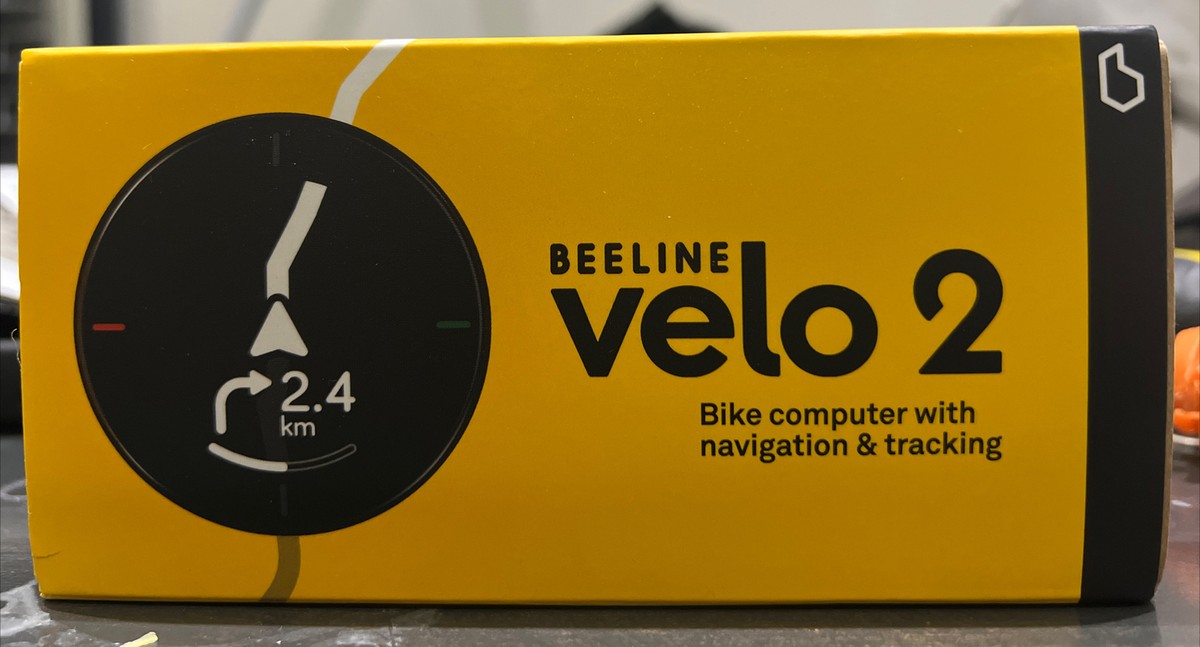 2.4
km
BEELINE
velo 2
Bike computer with
navigation & tracking